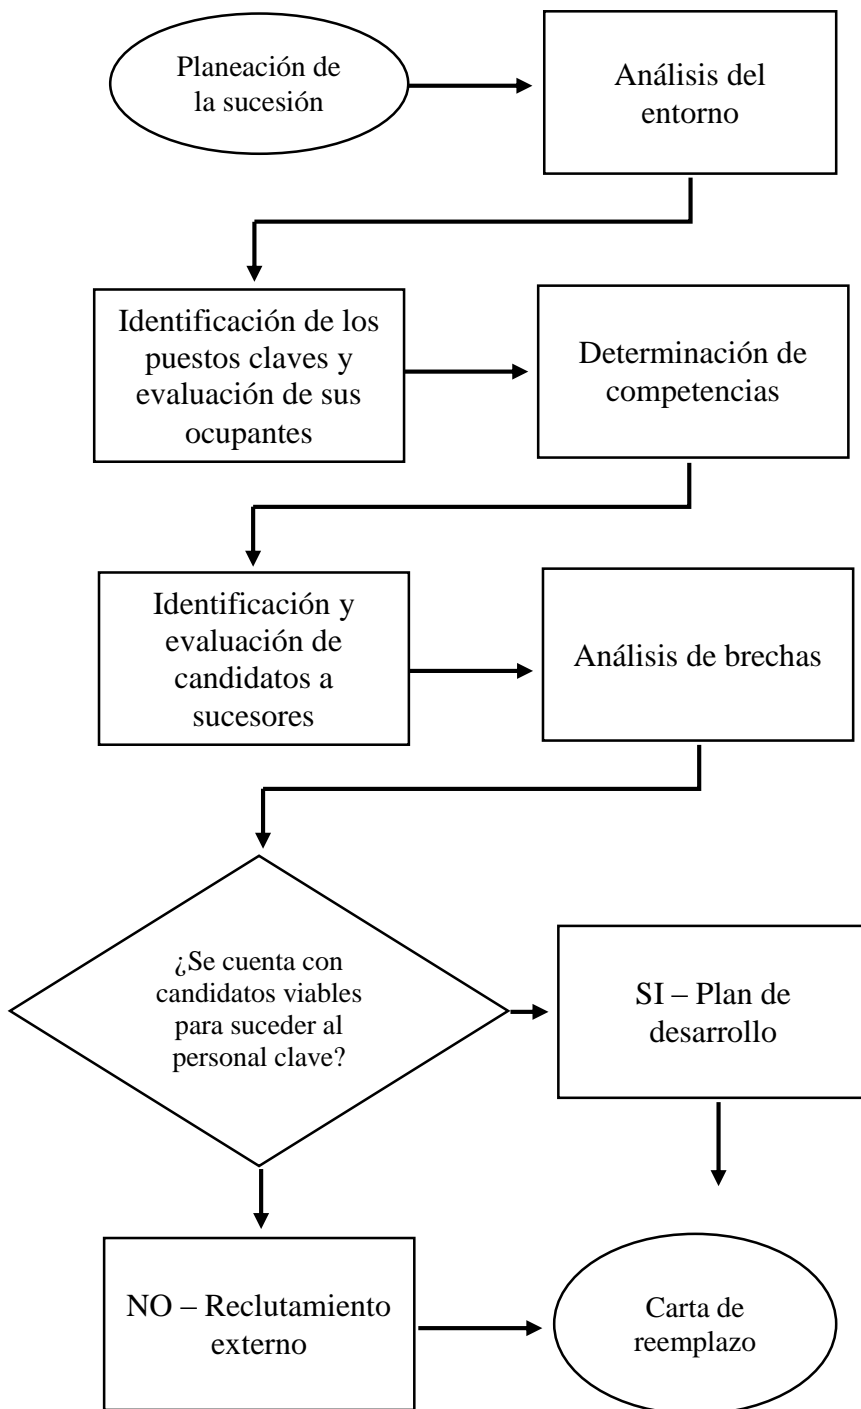 Planeación de
la sucesión
Análisis del
entorno
Identificación de los
puestos claves y
evaluación de sus
ocupantes
Determinación de
competencias
Identificación y
evaluación de
candidatos a
sucesores
Análisis de brechas
¿Se cuenta con
candidatos viables
para suceder al
personal clave?
SI – Plan de
desarrollo
NO – Reclutamiento
externo
Carta de
reemplazo